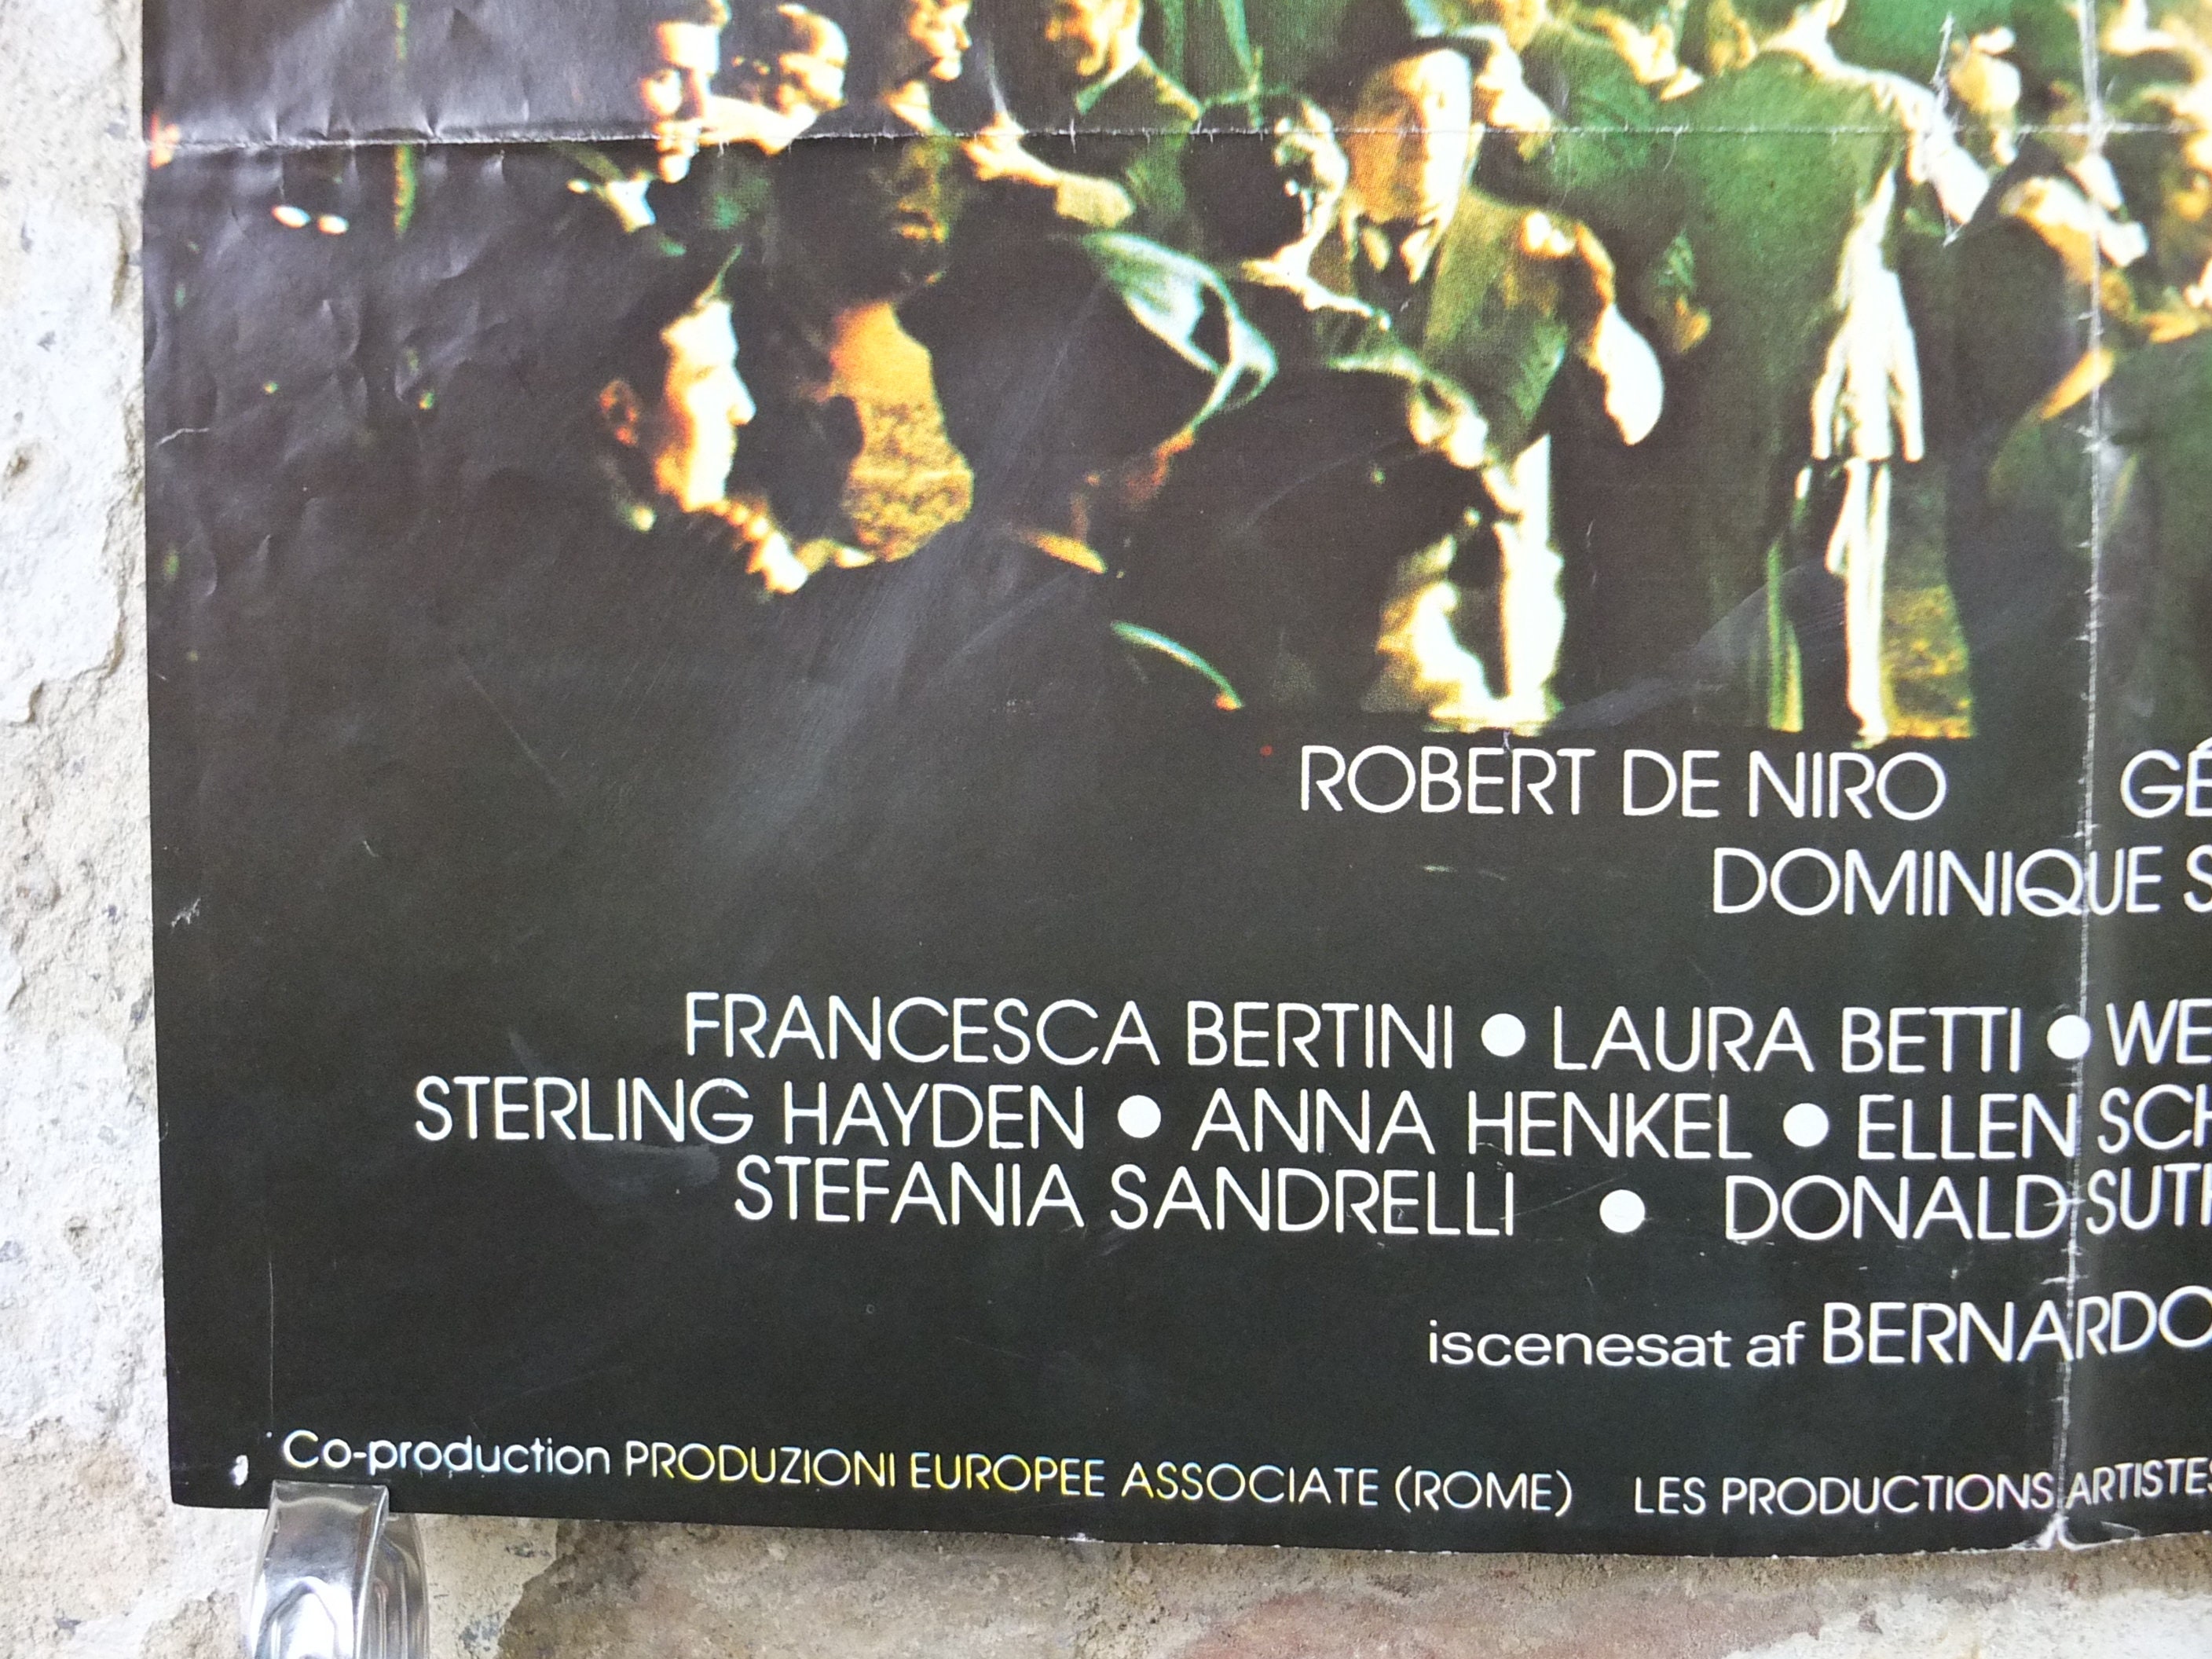 ROBERT DE NIRO
DOMINIQUE
FRANCESCA BERTINI • LAURA BETTI •
STERLING HAYDEN • ANNA HENKEL • ELLEN
STEFANIA SANDRELLI • DONALD
iscenesat af BERNARDO
Co-production PRODUZIONI EUROPEE ASSOCIATE (ROME) LES PRODUCTIONS ARTISTES